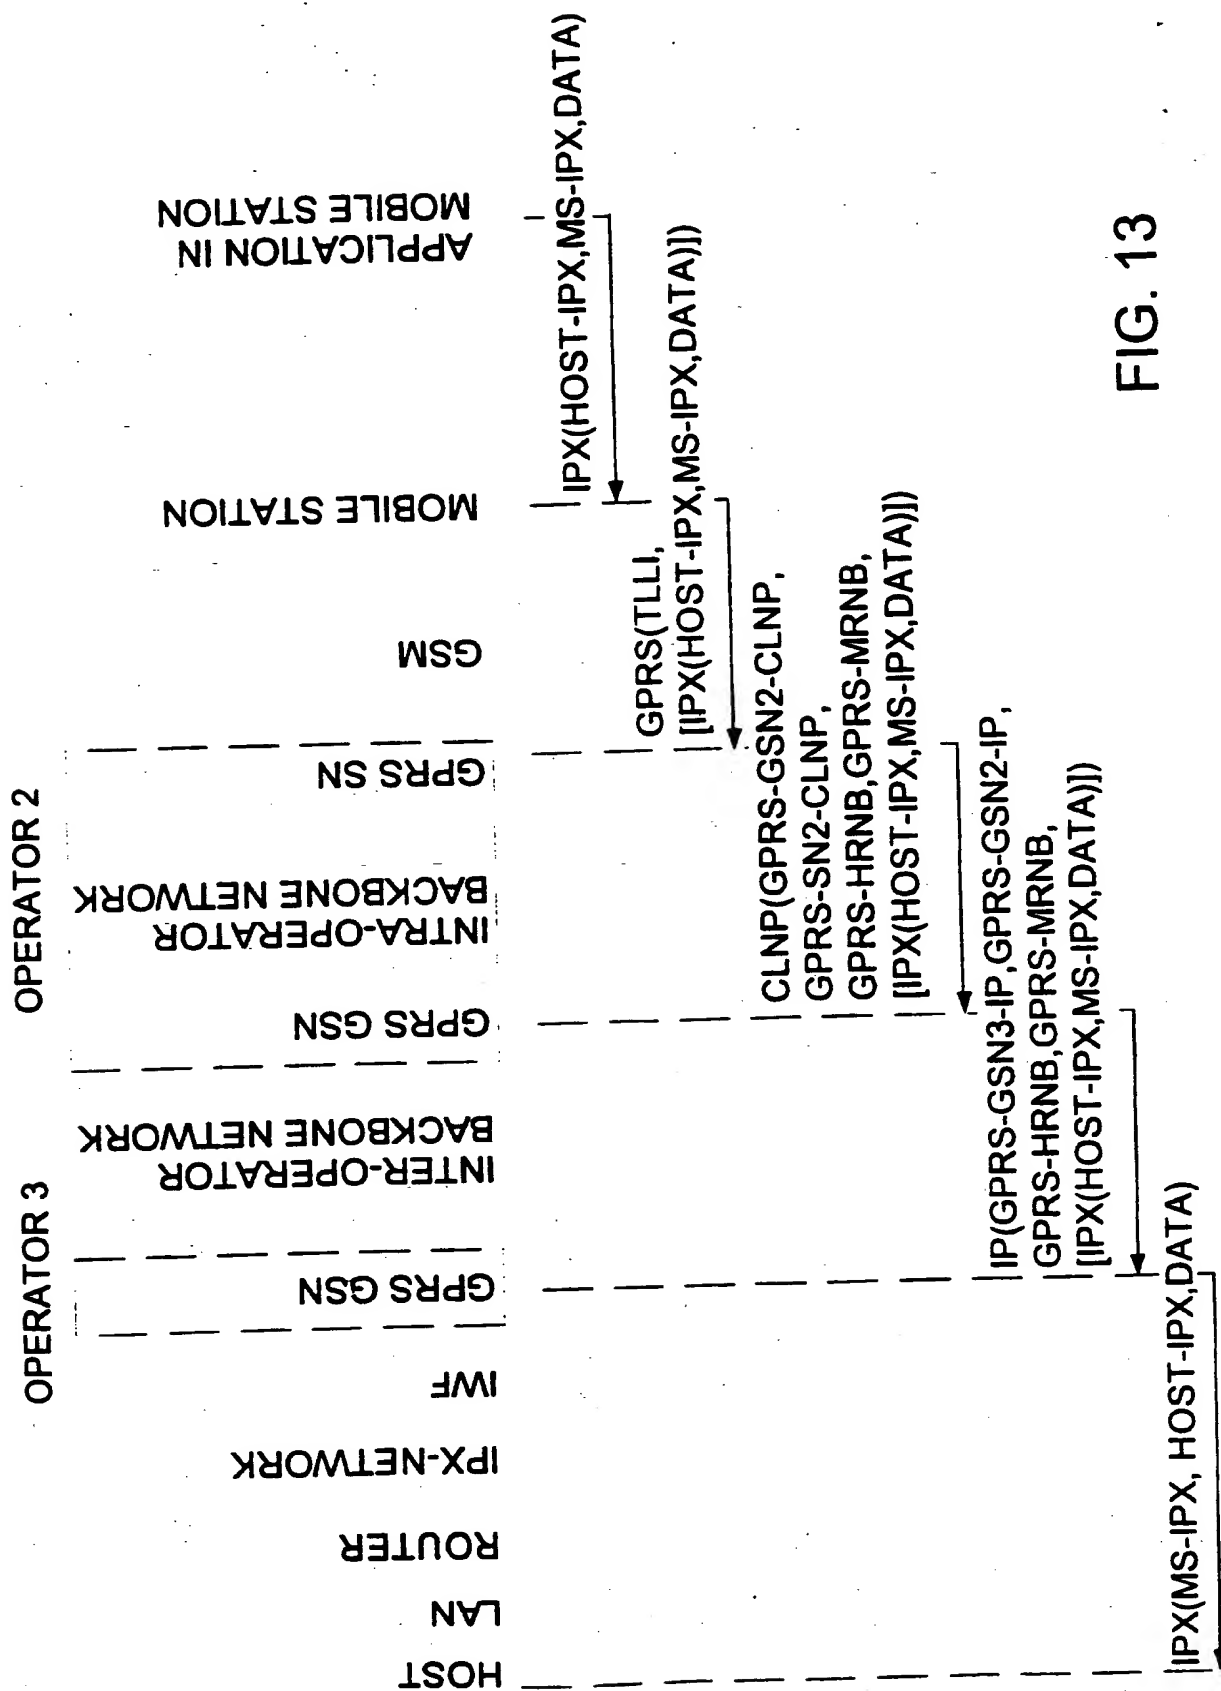 OPERATOR 3
OPERATOR 2
HOST
LAN
ROUTER
IPX-NETWORK
IWF
GPRS GSN
INTER-OPERATOR
BACKBONE NETWORK
GPRS GSN
INTRA-OPERATOR
BACKBONE NETWORK
GPRS SN
GSM
MOBILE STATION
APPLICATION IN
MOBILE STATION
IPX(HOST-IPX,MS-IPX,DATA)
GPRS(TLLI,
[IPX(HOST-IPX,MS-IPX,DATA)])
CLNP(GPRS-GSN2-CLNP,
GPRS-SN2-CLNP,
GPRS-HRNB,GPRS-MRNB,
[IPX(HOST-IPX,MS-IPX,DATA)])
IP(GPRS-GSN3-IP,GPRS-GSN2-IP,
GPRS-HRNB,GPRS-MRNB,
[IPX(HOST-IPX,MS-IPX,DATA)])
IPX(MS-IPX, HOST-IPX,DATA)
FIG. 13